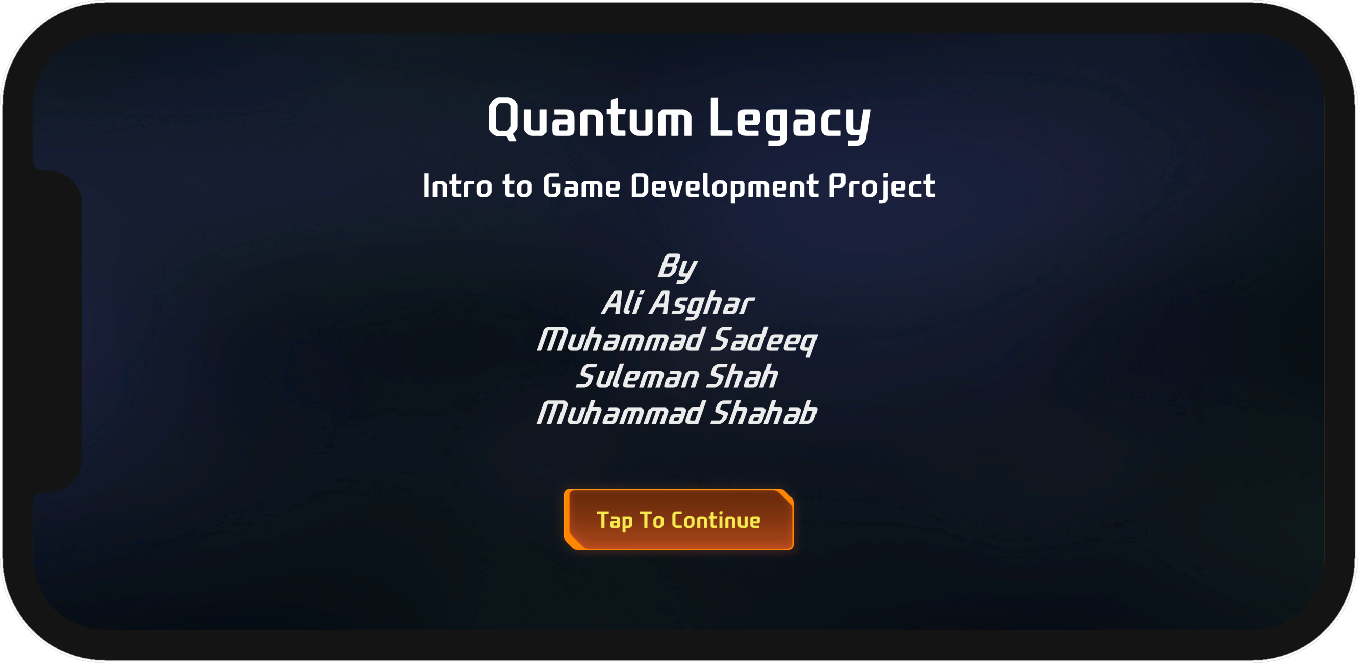 Quantum Legacy
Intro to Game Development Project
By
Ali Asghar
Muhammad Sadeeq
Suleman Shah
Muhammad Shahab
Tap To Continue